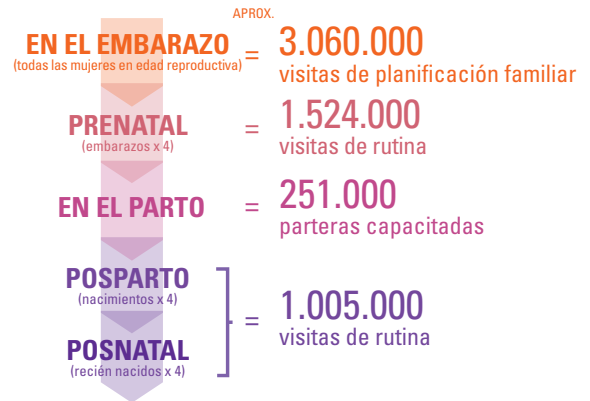 APROX.
EN EL EMBARAZO
(todas las mujeres en edad reproductiva)
=
3.060.000
visitas de planificación familiar
PRENATAL
(embarazos x 4)
=
1.524.000
visitas de rutina
EN EL PARTO
=
251.000
parteras capacitadas
POSPARTO
(nacimientos x 4)
POSNATAL
(recién nacidos x 4)
=
1.005.000
visitas de rutina